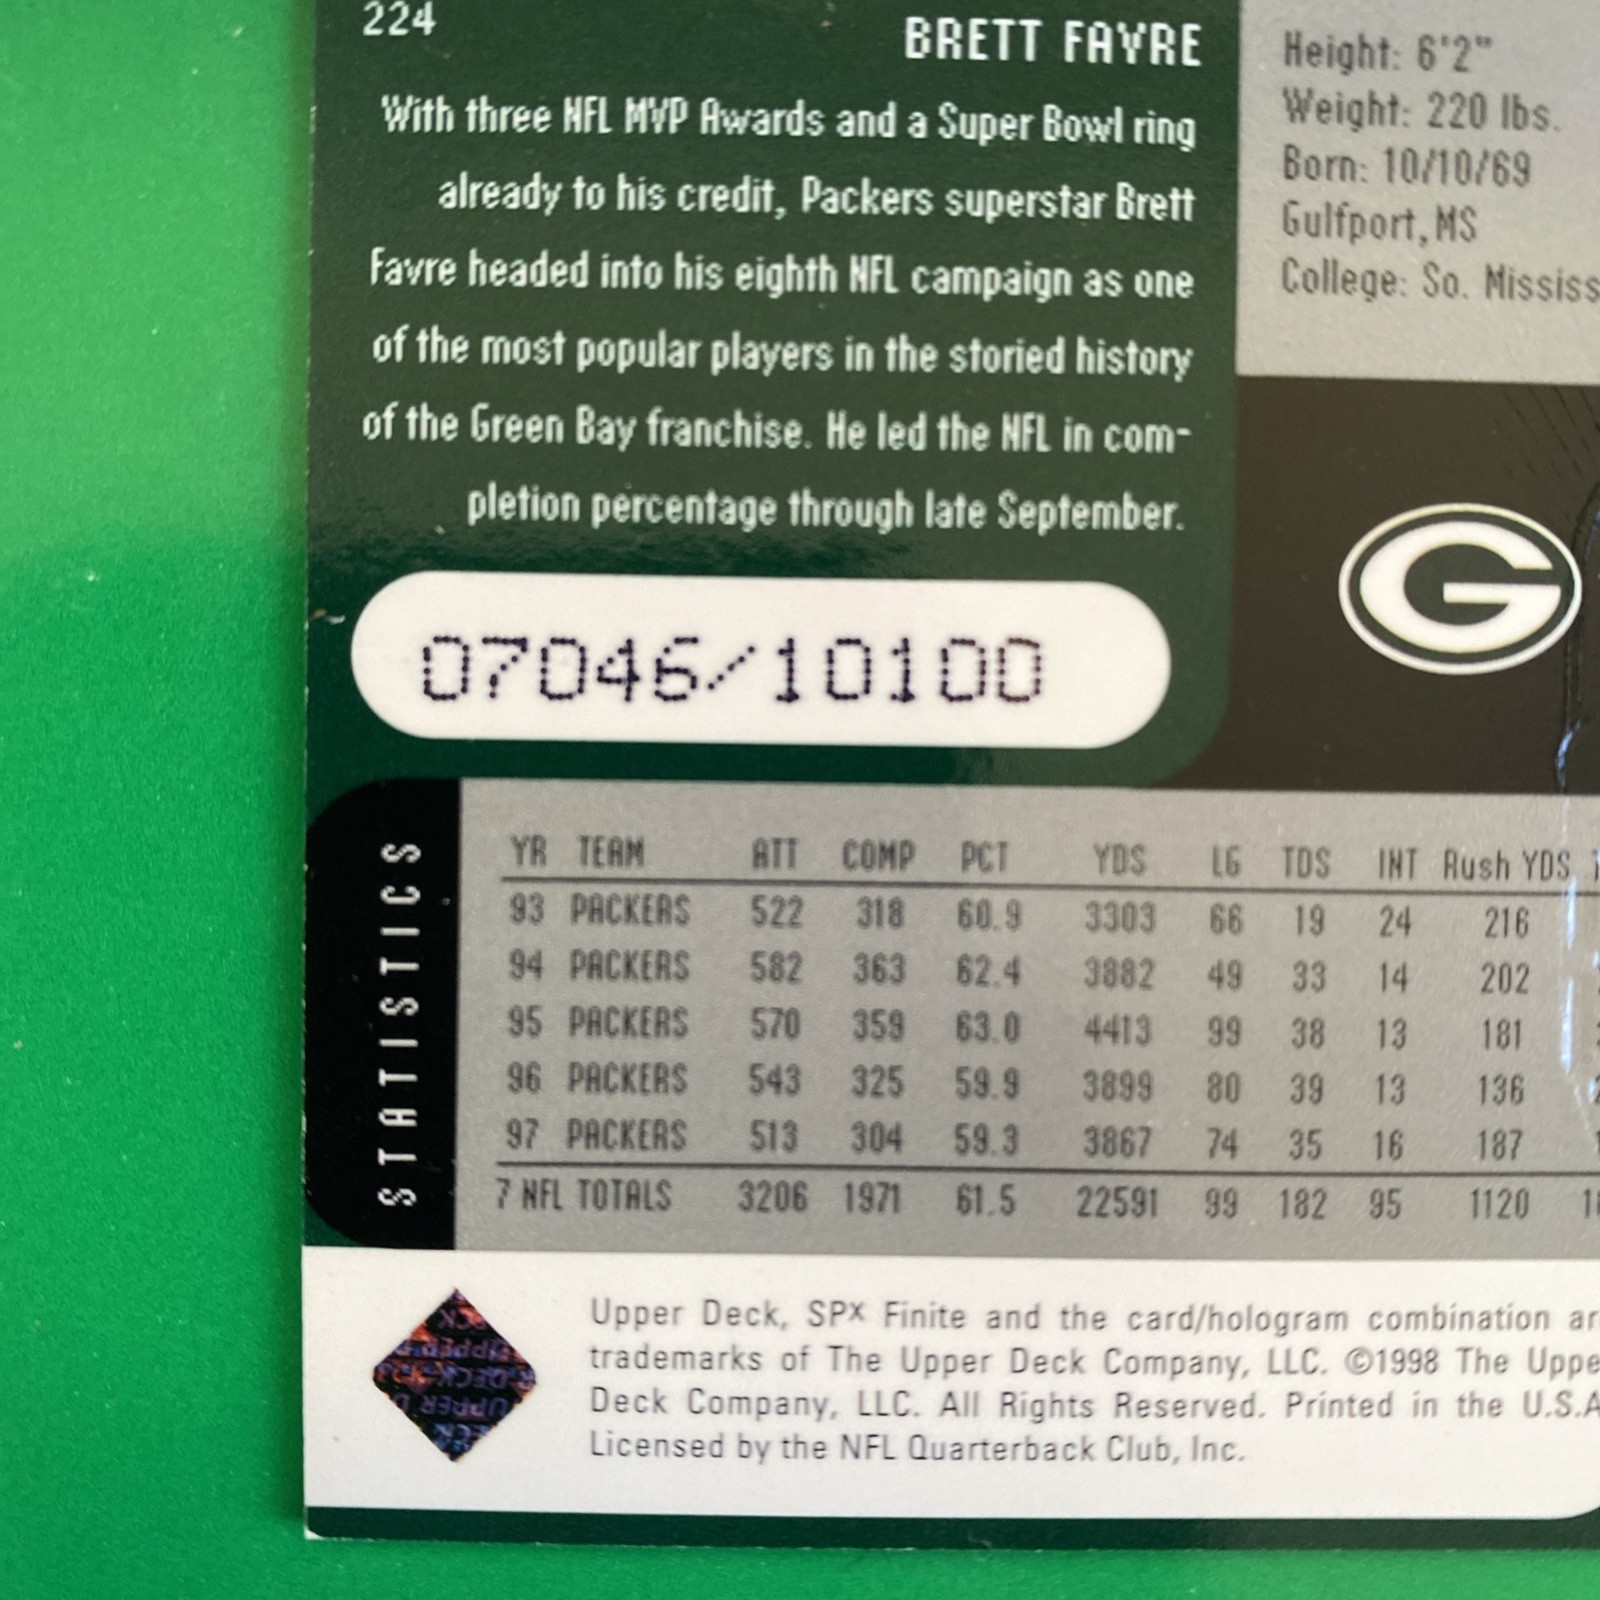 224
BRETT FAVRE
With three NFL MVP Awards and a Super Bowl ring
already to his credit, Packers superstar Brett
Favre headed into his eighth NFL campaign as one
of the most popular players in the storied history
of the Green Bay franchise. He led the NFL in com-
pletion percentage through late September.
Height: 6'2"
Weight: 220 lbs.
Born: 10/10/69
Gulfport, MS
College: So. Mississ
G
07046/10100
STATISTICS
YR TEAM ATT COMP PCT YDS LG TDS INT Rush YDS
93 PACKERS 522 318 60.9 3303 66 19 24 216
94 PACKERS 582 363 62.4 3882 49 33 14 202
95 PACKERS 570 359 63.0 4413 99 38 13 181
96 PACKERS 543 325 59.9 3899 80 39 13 136
97 PACKERS 513 304 59.3 3867 74 35 16 187
7 NFL TOTALS 3206 1971 61.5 22591 99 182 95 1120
UPPER D
Upper Deck, SPx Finite and the card/hologram combination ar
trademarks of The Upper Deck Company, LLC. ©1998 The Uppe
Deck Company, LLC. All Rights Reserved. Printed in the U.S.A
Licensed by the NFL Quarterback Club, Inc.